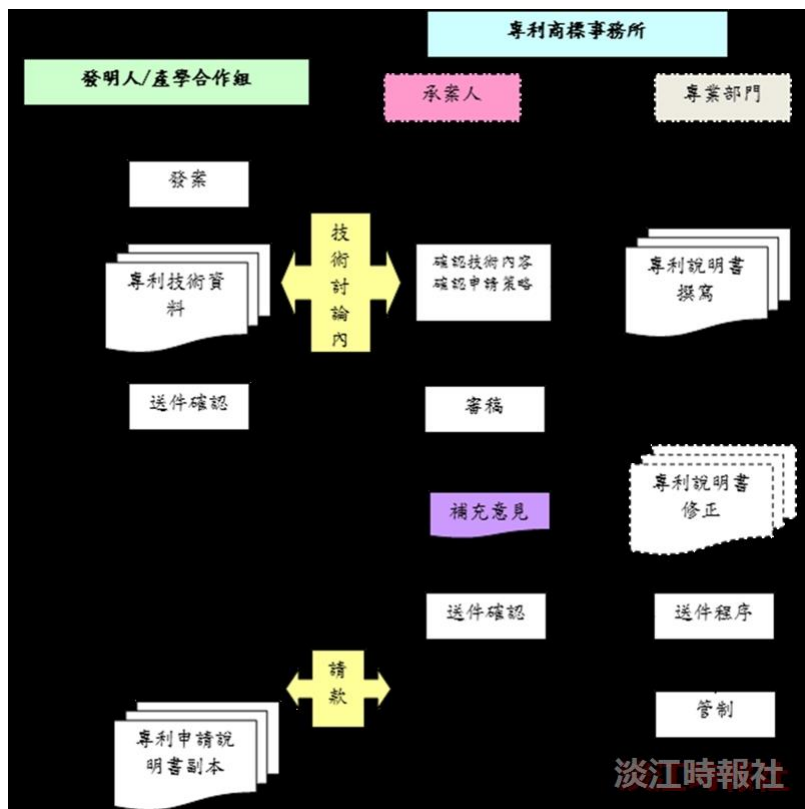 專利商標事務所
發明人/產學合作組
承案人
專業部門
發案
技
術
討
論
內
專利技術資
料
確認技術內容
確認申請策略
專利說明書
撰寫
送件確認
審稿
補充意見
專利說明書
修正
送件確認
送件程序
請
款
管制
專利申請說
明書副本
淡江時報社